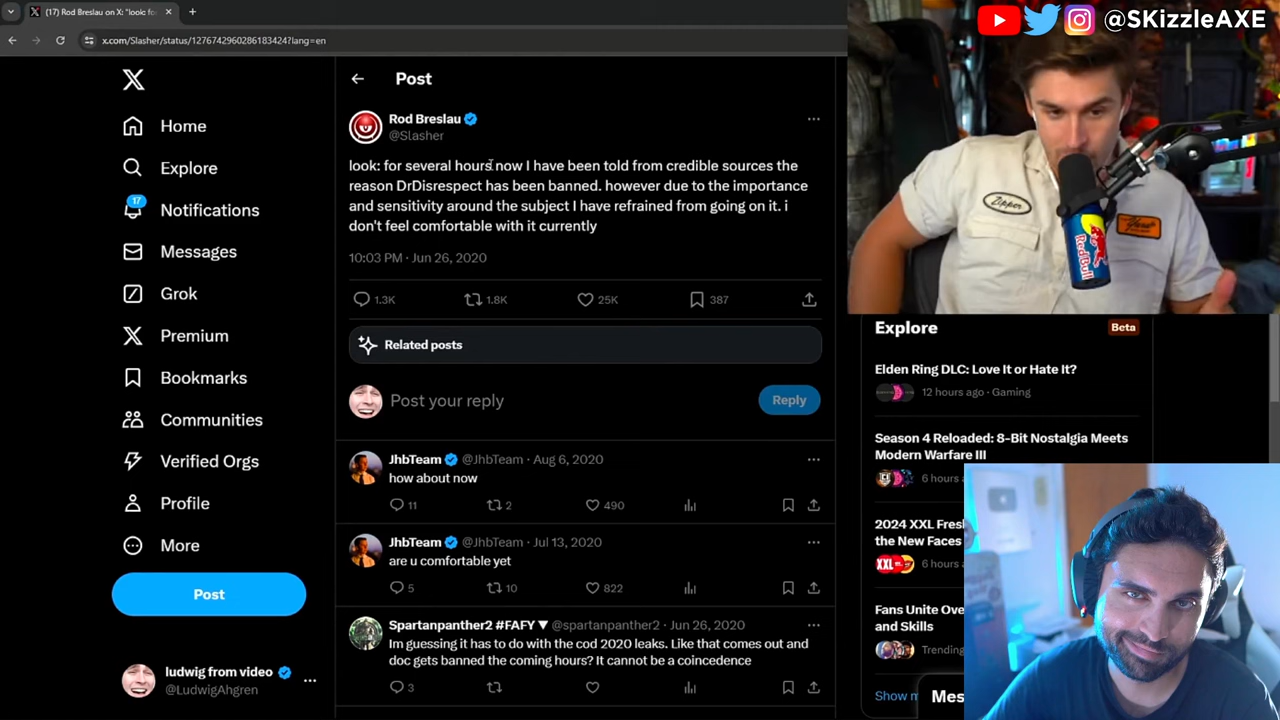 (17) Rod Breslau on X: "look: fo
x.com/Slasher/status/1276742960286183424?lang=en
@SKizzleAXE
Home
Explore
17
Notifications
Messages
Grok
Premium
Bookmarks
Communities
Verified Orgs
Profile
More
Post
ludwig from video
@LudwigAhgren
Post
Rod Breslau
@Slasher
look: for several hours now I have been told from credible sources the
reason DrDisrespect has been banned. however due to the importance
and sensitivity around the subject I have refrained from going on it. i
don't feel comfortable with it currently
10:03 PM · Jun 26, 2020
1.3K 1.8K 25K 387
Related posts
Post your reply
Reply
JhbTeam @JhbTeam · Aug 6, 2020
how about now
11 2 490
JhbTeam @JhbTeam · Jul 13, 2020
are u comfortable yet
5 10 822
Spartanpanther2 #FAFY ▼ @spartanpanther2 · Jun 26, 2020
Im guessing it has to do with the cod 2020 leaks. Like that comes out and
doc gets banned the coming hours? It cannot be a coincedence
3
Zipper
RedBull
Explore
Beta
Elden Ring DLC: Love It or Hate It?
12 hours ago · Gaming
Season 4 Reloaded: 8-Bit Nostalgia Meets
Modern Warfare III
6 hours a
2024 XXL Fresh
the New Faces
XXL
6 hours
Fans Unite Ove
and Skills
Trending
Show m
Mes